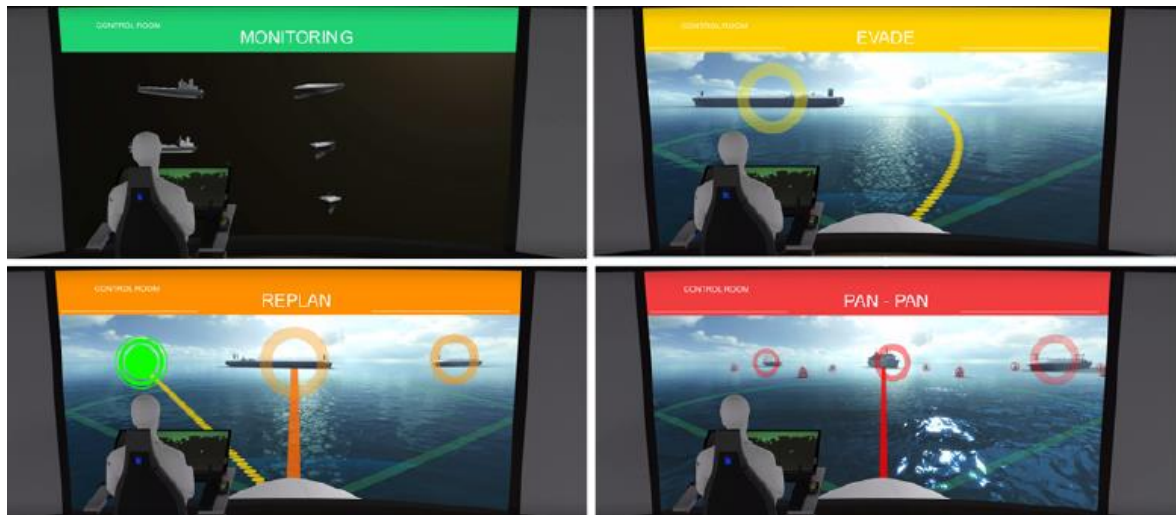 CONTROL ROOM
MONITORING
CONTROL ROOM
EVADE
CONTROL ROOM
REPLAN
CONTROL ROOM
PAN - PAN